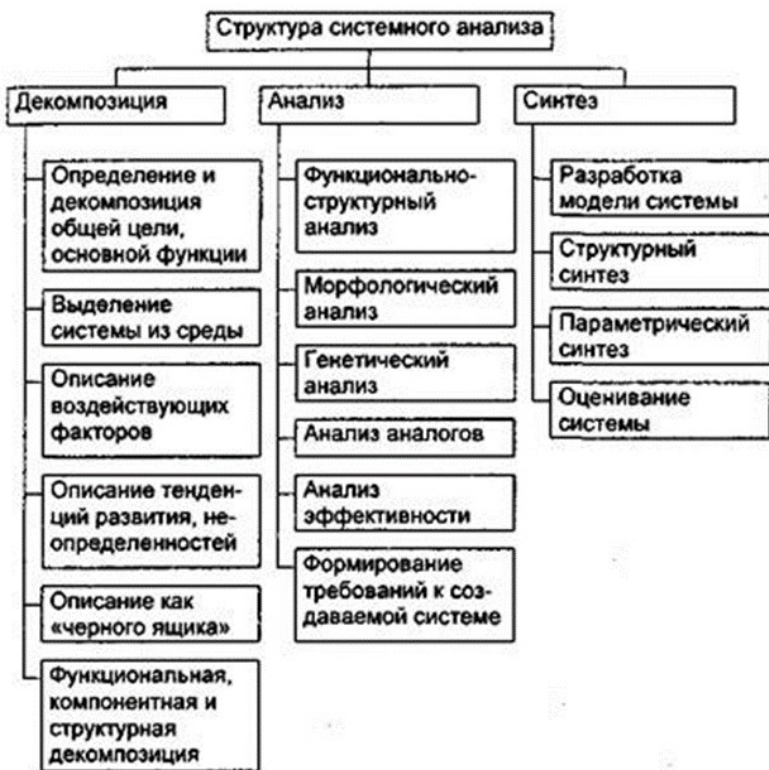 Структура системного анализа
Декомпозиция
Определение и
декомпозиция
общей цели,
основной функции
Выделение
системы из среды
Описание
воздействующих
факторов
Описание тенден-
ций развития, не-
определенностей
Описание как
«черного ящика»
Функциональная,
компонентная и
структурная
декомпозиция
Анализ
Функционально-
структурный
анализ
Морфологический
анализ
Генетический
анализ
Анализ аналогов
Анализ
эффективности
Формирование
требований к соз-
даваемой системе
Синтез
Разработка
модели системы
Структурный
синтез
Параметрический
синтез
Оценивание
системы